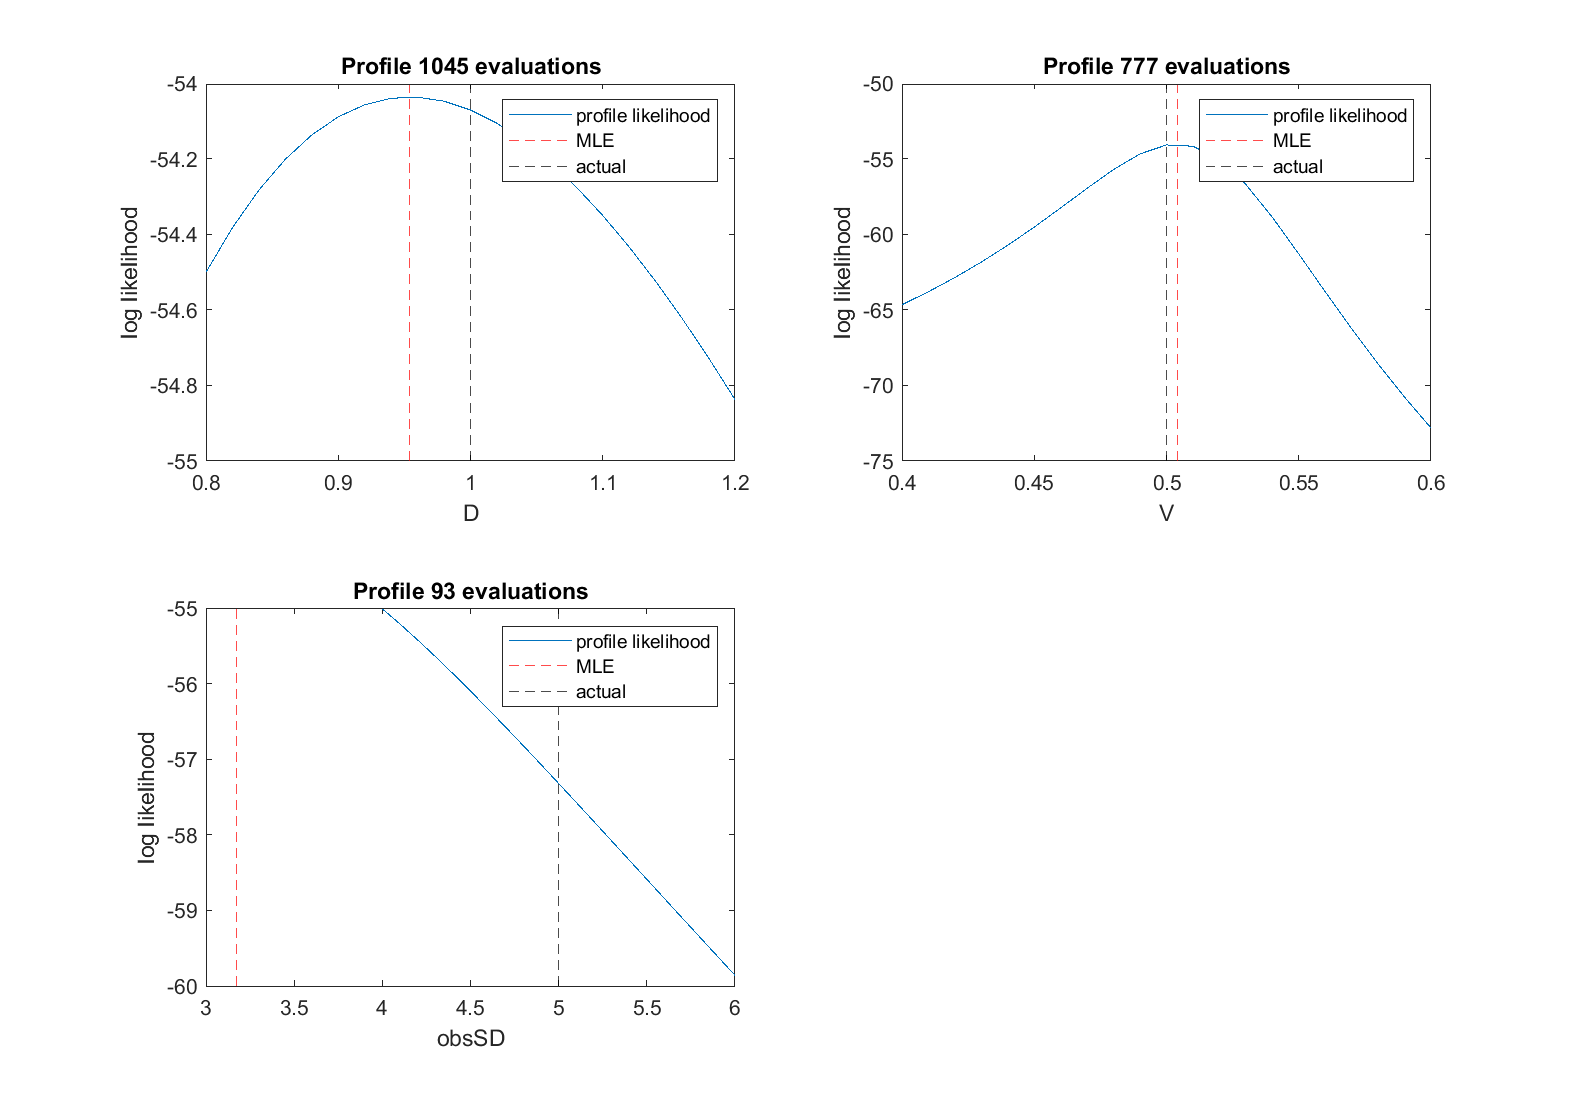 Profile 1045 evaluations
-54
-54.2
-54.4
-54.6
-54.8
-55
log likelihood
profile likelihood
MLE
actual
0.8
0.9
1
1.1
1.2
D
Profile 777 evaluations
-50
-55
-60
-65
-70
-75
log likelihood
profile likelihood
MLE
actual
0.4
0.45
0.5
0.55
0.6
V
Profile 93 evaluations
-55
-56
-57
-58
-59
-60
log likelihood
profile likelihood
MLE
actual
3
3.5
4
4.5
5
5.5
6
obsSD